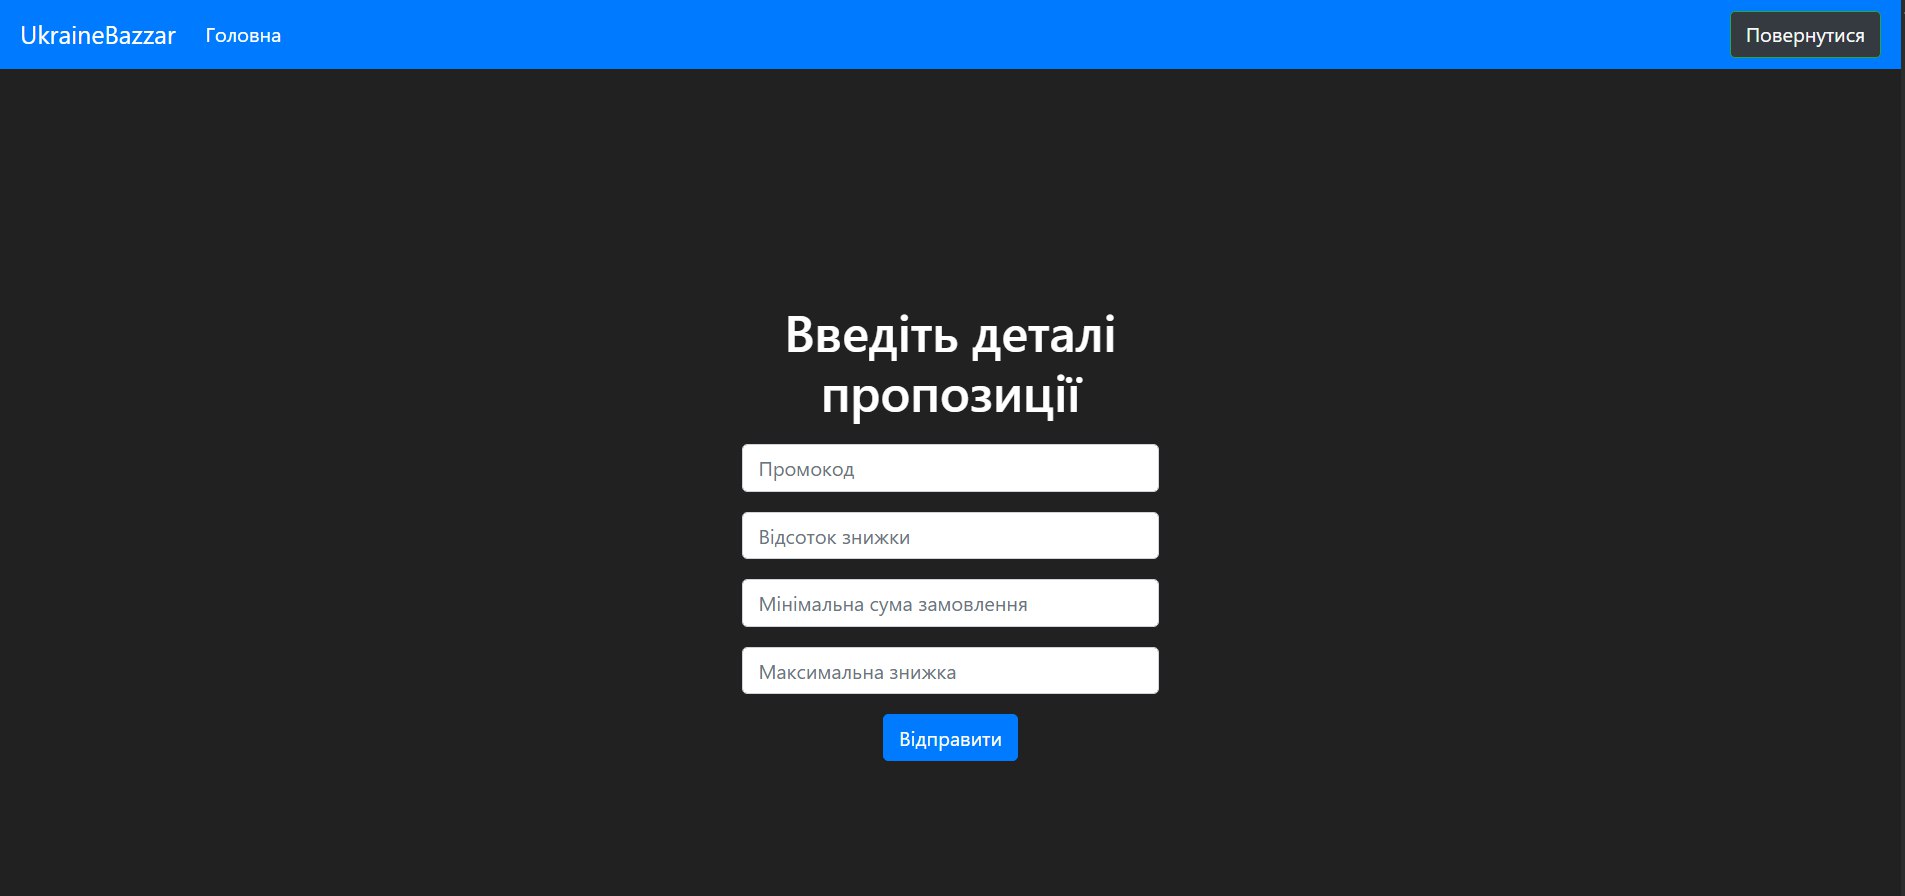 UkraineBazzar
Головна
Повернутися
Введіть деталі
пропозиції
Промокод
Відсоток знижки
Мінімальна сума замовлення
Максимальна знижка
Відправити